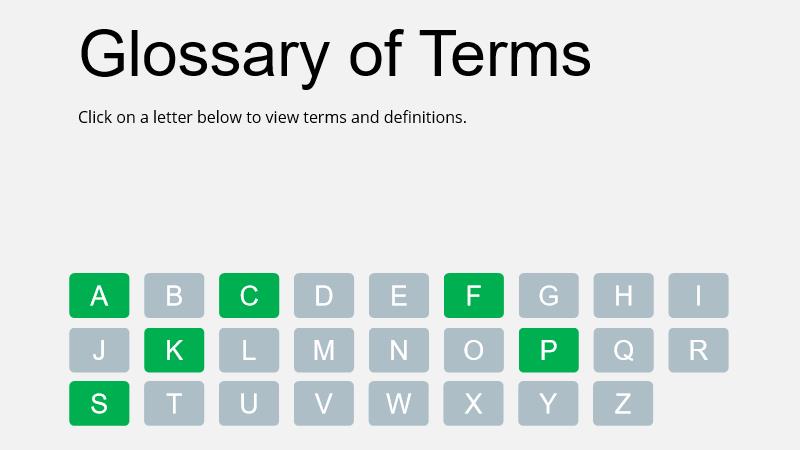 Glossary of Terms
Click on a letter below to view terms and definitions.
A B C D E F G H I
J K L M N O P Q R
S T U V W X Y Z